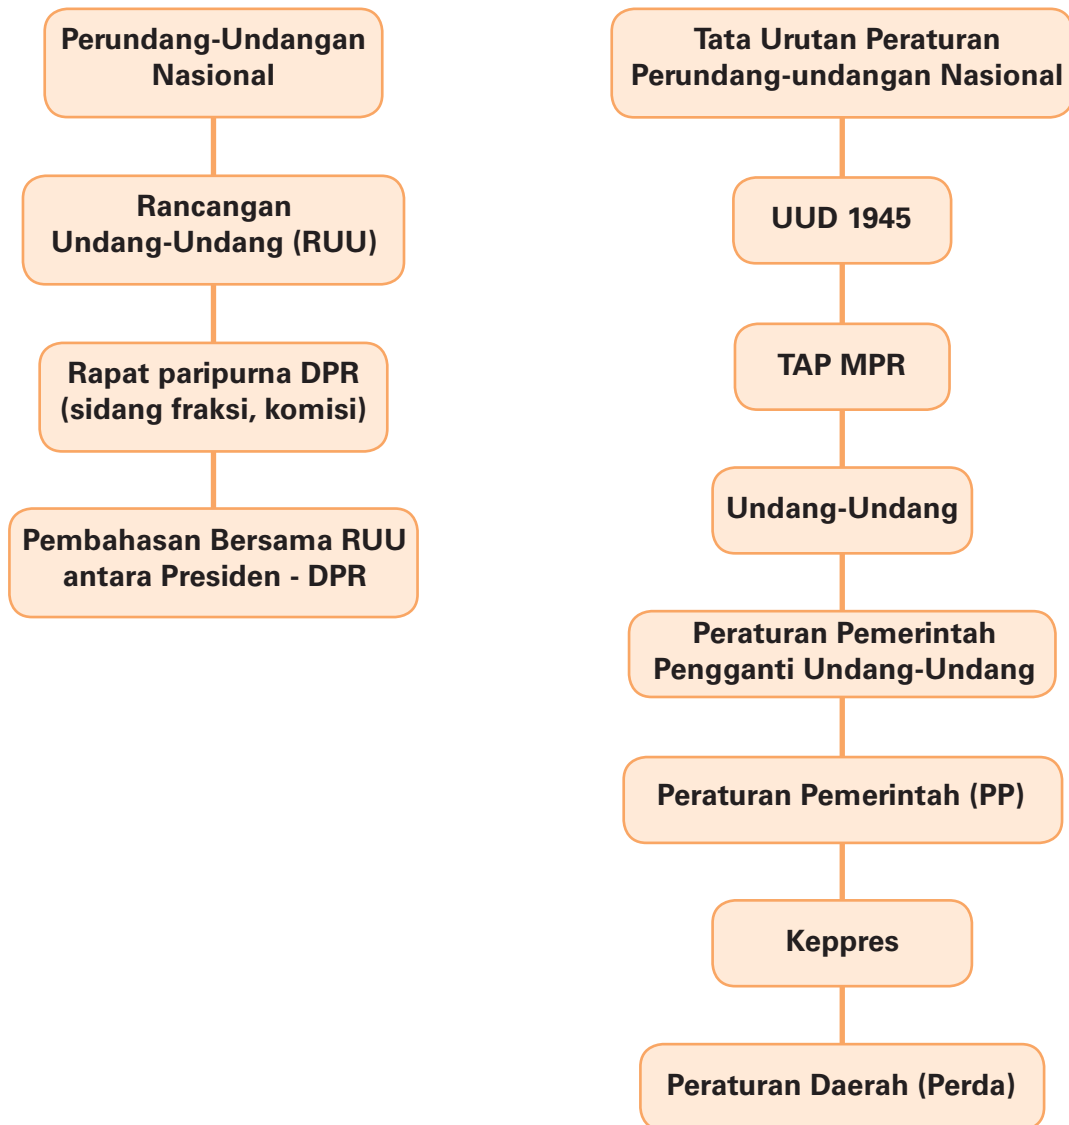 Perundang-Undangan
Nasional
Rancangan
Undang-Undang (RUU)
Rapat paripurna DPR
(sidang fraksi, komisi)
Pembahasan Bersama RUU
antara Presiden - DPR
Tata Urutan Peraturan
Perundang-undangan Nasional
UUD 1945
TAP MPR
Undang-Undang
Peraturan Pemerintah
Pengganti Undang-Undang
Peraturan Pemerintah (PP)
Keppres
Peraturan Daerah (Perda)